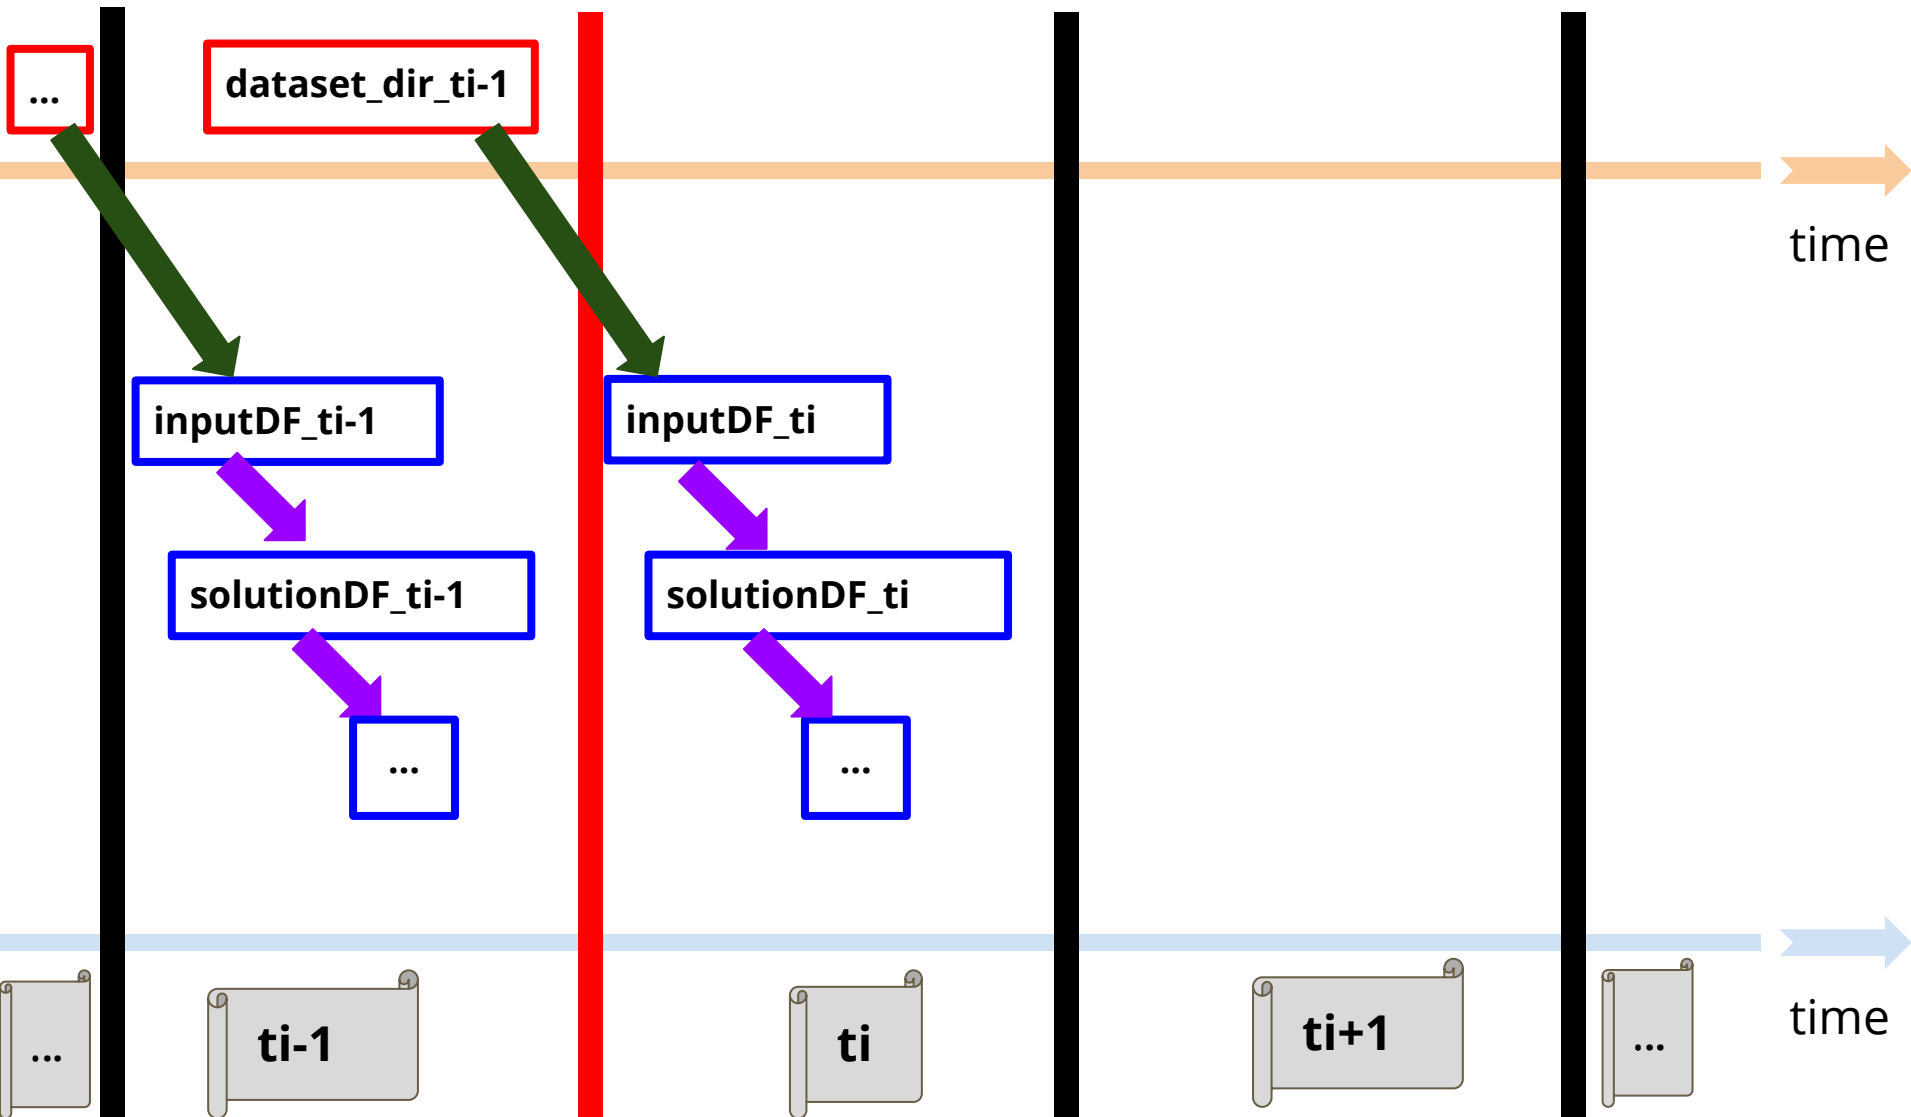 ...
dataset_dir_ti-1
time
inputDF_ti-1
inputDF_ti
solutionDF_ti-1
solutionDF_ti
...
...
...
ti-1
ti
ti+1
...
time